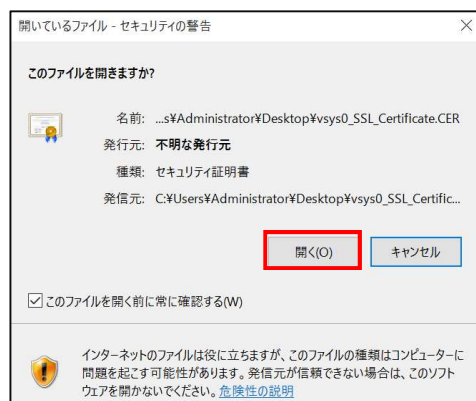 開いているファイル - セキュリティの警告
このファイルを開きますか?
名前: ...s¥Administrator¥Desktop¥vsys0_SSL_Certificate.CER
発行元: 不明な発行元
種類: セキュリティ証明書
発信元: C:¥Users¥Administrator¥Desktop¥vsys0_SSL_Certific...
開く(O) キャンセル
このファイルを開く前に常に確認する(W)
インターネットのファイルは役に立ちますが、このファイルの種類はコンピューターに
問題を起こす可能性があります。発信元が信頼できない場合は、このソフト
ウェアを開かないでください。危険性の説明